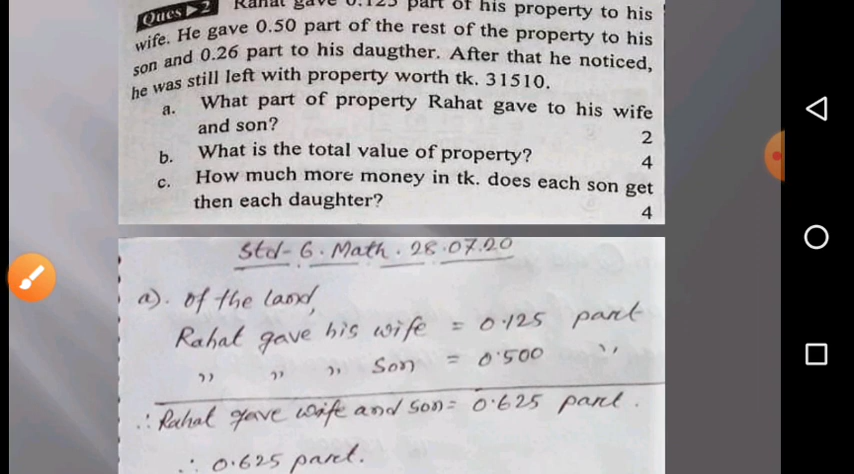 Ques ▶ 2 Rahat gave 0.125 part of his property to his
wife. He gave 0.50 part of the rest of the property to his
son and 0.26 part to his daugther. After that he noticed,
he was still left with property worth tk. 31510.
a. What part of property Rahat gave to his wife
and son? 2
b. What is the total value of property? 4
c. How much more money in tk. does each son get
then each daughter? 4
Std- 6. Math. 28.07.20
a). Of the land,
Rahat gave his wife = 0.125 part
,, ,, ,, Son = 0.500 ,,
∴ Rahat gave wife and son = 0.625 part.
∴ 0.625 part.